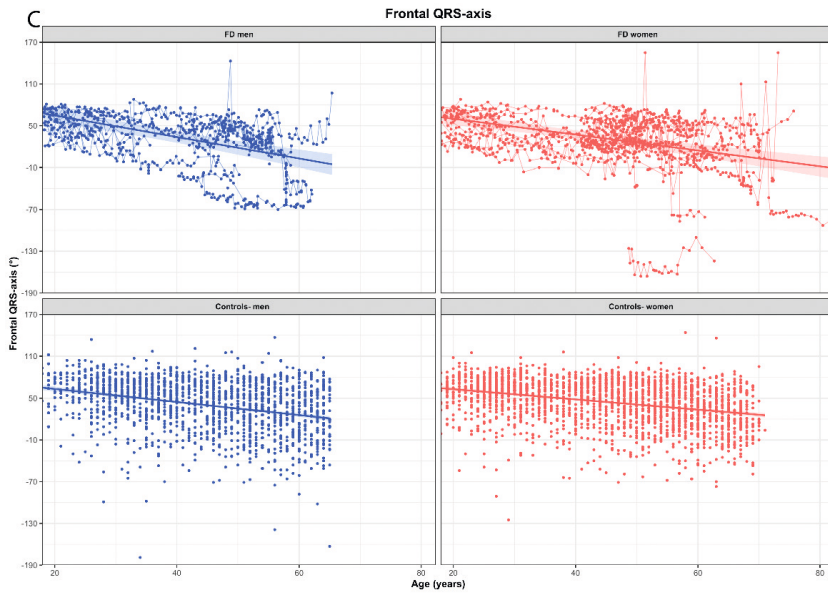 C
Frontal QRS-axis
FD men
FD women
170
110
50
-10
-70
-130
-190
Controls- men
Controls- women
170
110
50
-10
-70
-130
-190
Frontal QRS-axis (°)
20
40
60
80
20
40
60
80
Age (years)